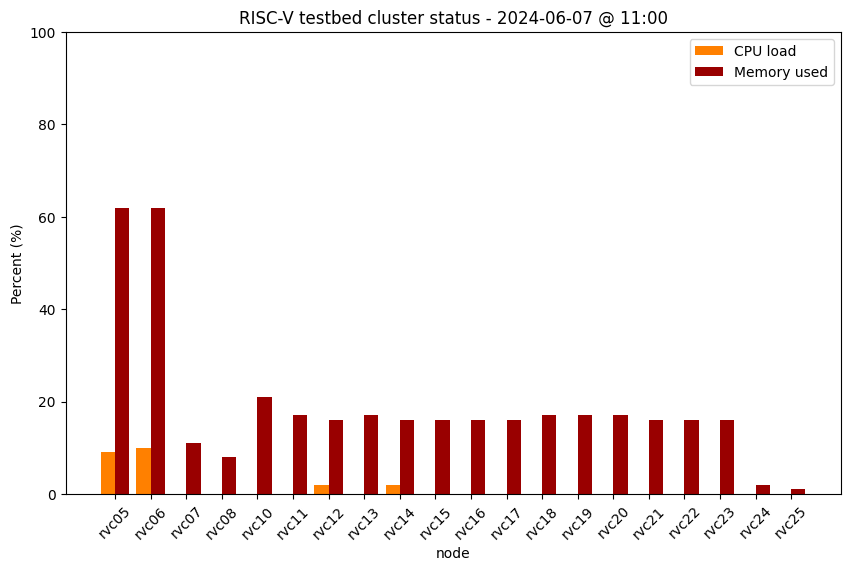 RISC-V testbed cluster status - 2024-06-07 @ 11:00
CPU load
Memory used
Percent (%)
100
80
60
40
20
0
rvc05 rvc06 rvc07 rvc08 rvc10 rvc11 rvc12 rvc13 rvc14 rvc15 rvc16 rvc17 rvc18 rvc19 rvc20 rvc21 rvc22 rvc23 rvc24 rvc25
node